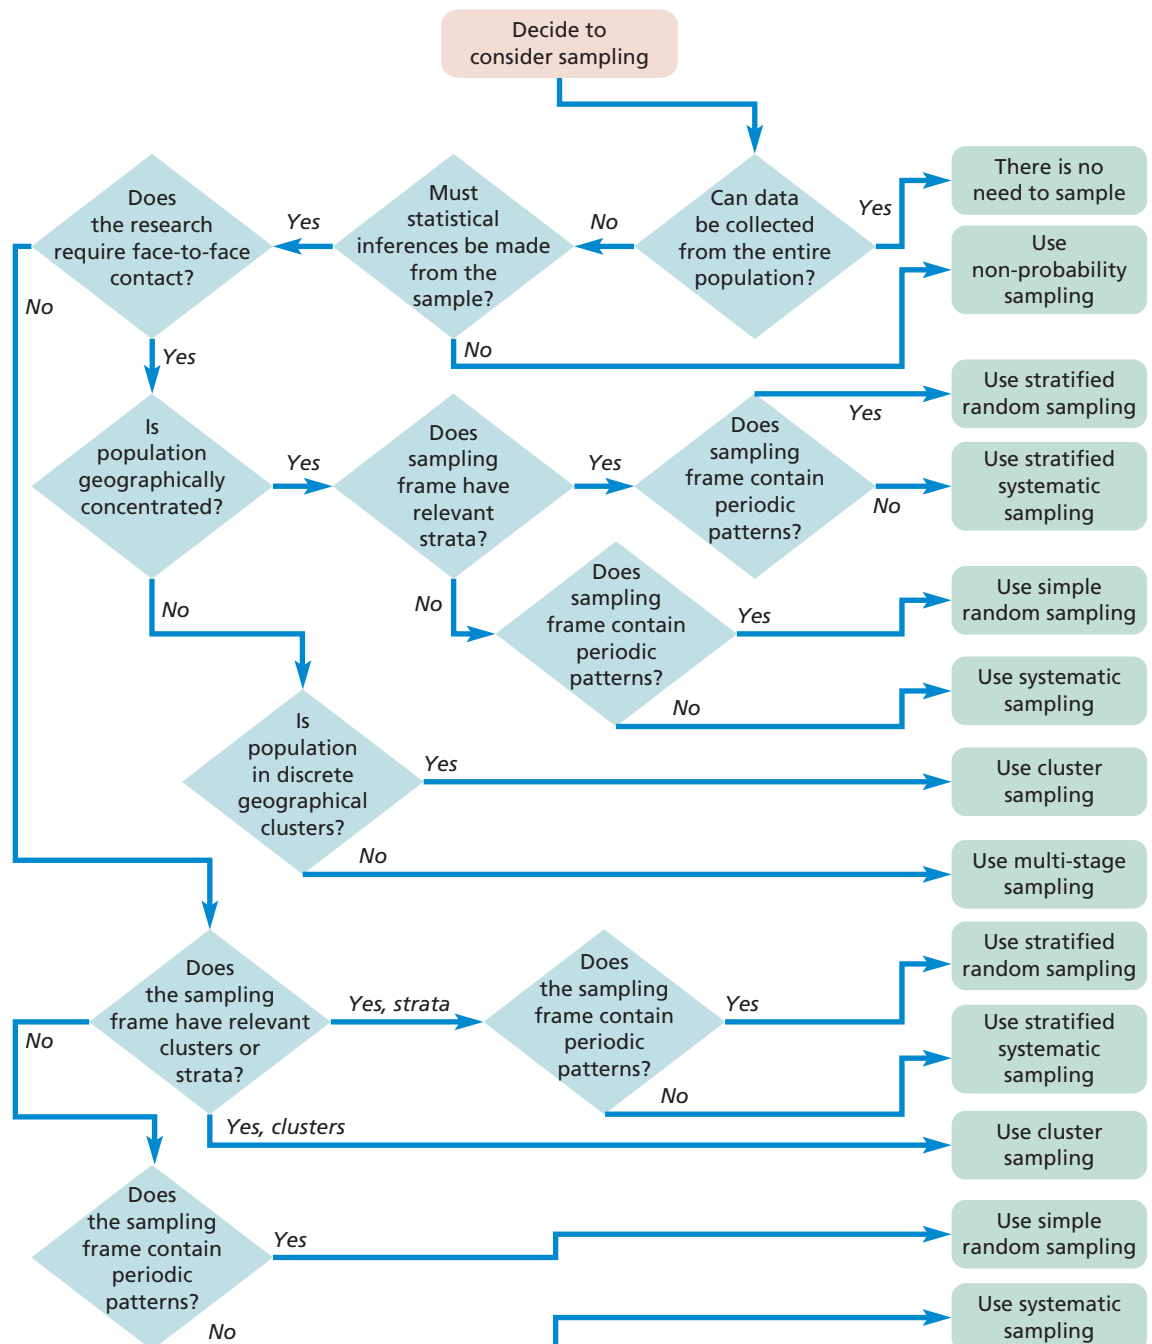 Decide to
consider sampling
Does
the research
require face-to-face
contact?
Yes
Must
statistical
inferences be made
from the
sample?
No
Can data
be collected
from the entire
population?
Yes
There is no
need to sample
Use
non-probability
sampling
No
No
Yes
Is
population
geographically
concentrated?
Yes
Does
sampling
frame have
relevant
strata?
Yes
Does
sampling
frame contain
periodic
patterns?
Yes
No
Use stratified
random sampling
Use stratified
systematic
sampling
No
No
Does
sampling
frame contain
periodic
patterns?
Yes
No
Use simple
random sampling
Use systematic
sampling
Is
population
in discrete
geographical
clusters?
Yes
Use cluster
sampling
No
Use multi-stage
sampling
Does
the sampling
frame have relevant
clusters or
strata?
Yes, strata
Does
the sampling
frame contain
periodic
patterns?
Yes
No
Use stratified
random sampling
Use stratified
systematic
sampling
No
Yes, clusters
Use cluster
sampling
Does
the sampling
frame contain
periodic
patterns?
Yes
Use simple
random sampling
No
Use systematic
sampling